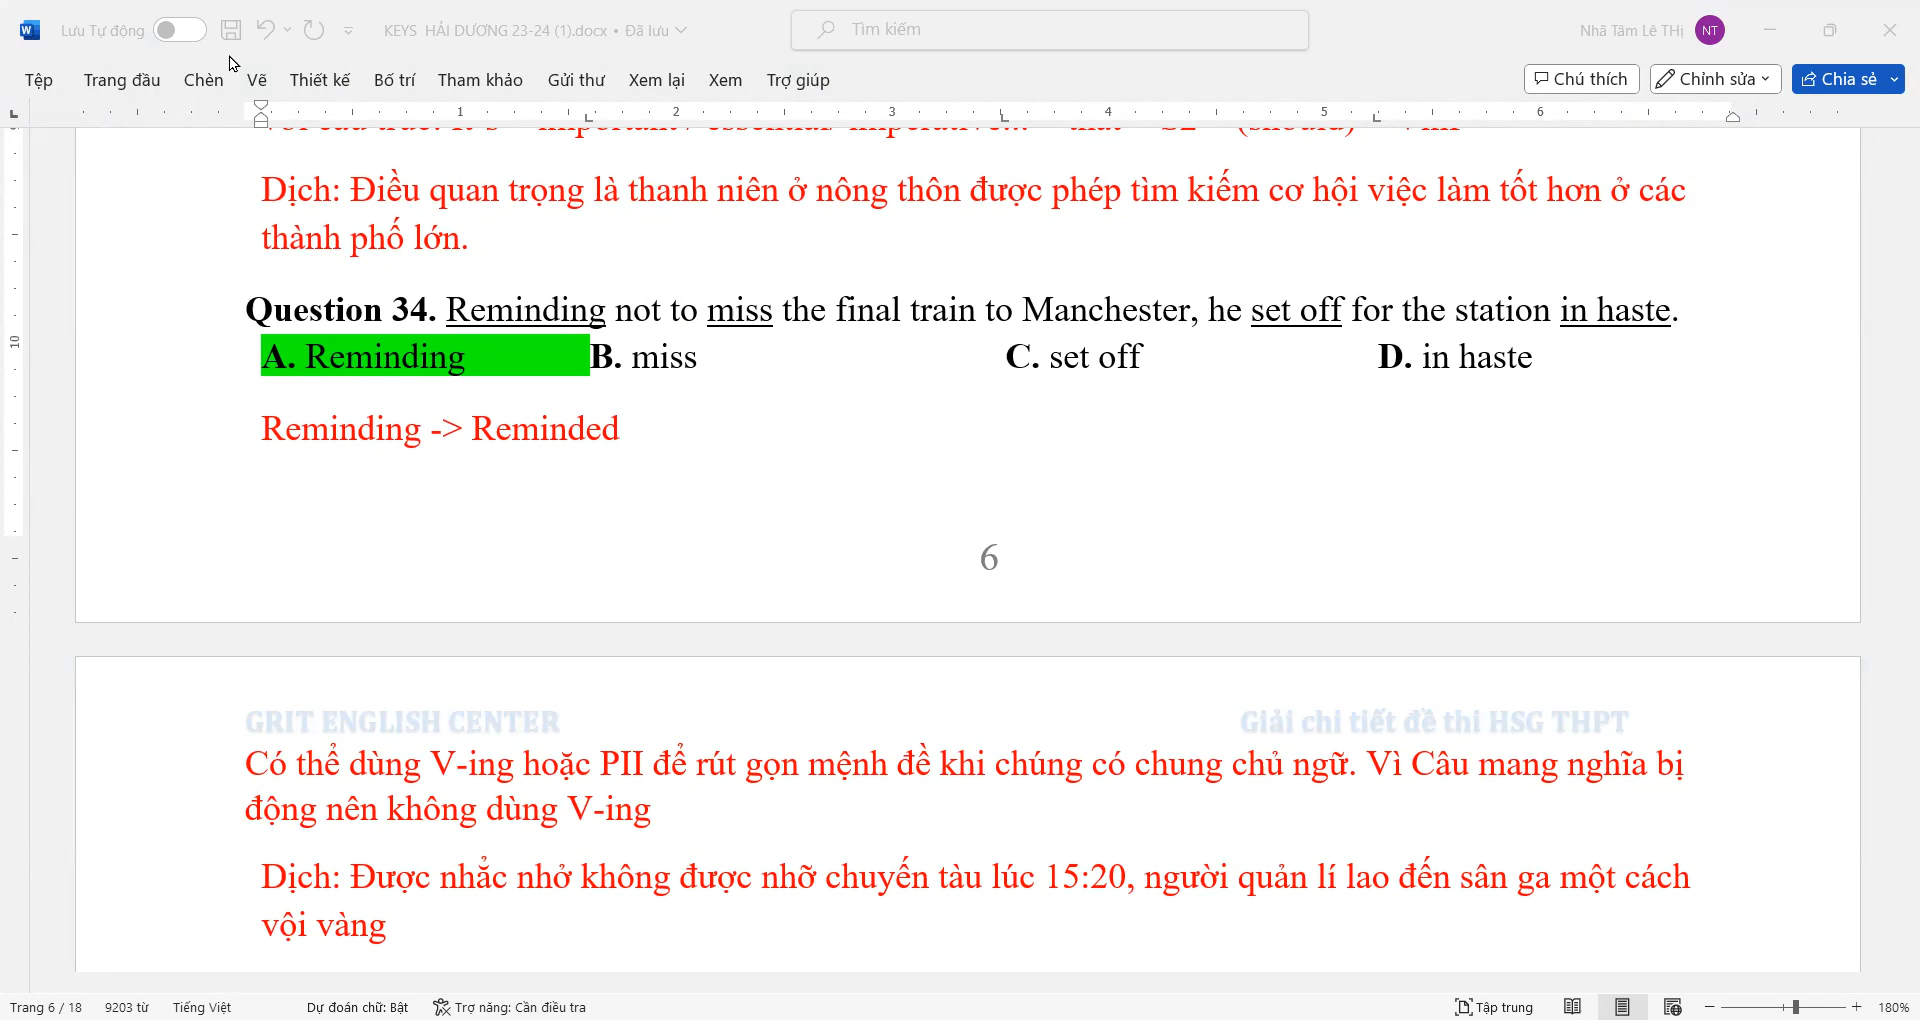 Lưu Tự động
KEYS HẢI DƯƠNG 23-24 (1).docx • Đã lưu
Tìm kiếm
Nhã Tâm Lê THị
NT
Tệp Trang đầu Chèn Vẽ Thiết kế Bố trí Tham khảo Gửi thư Xem lại Xem Trợ giúp
Chú thích
Chỉnh sửa
Chia sẻ
1 2 3 4 5 6
Dịch: Điều quan trọng là thanh niên ở nông thôn được phép tìm kiếm cơ hội việc làm tốt hơn ở các
thành phố lớn.
Question 34. Reminding not to miss the final train to Manchester, he set off for the station in haste.
A. Reminding B. miss C. set off D. in haste
10
Reminding -> Reminded
6
GRIT ENGLISH CENTER Giải chi tiết đề thi HSG THPT
Có thể dùng V-ing hoặc PII để rút gọn mệnh đề khi chúng có chung chủ ngữ. Vì Câu mang nghĩa bị
động nên không dùng V-ing
Dịch: Được nhắc nhở không được nhỡ chuyến tàu lúc 15:20, người quản lí lao đến sân ga một cách
vội vàng
Trang 6 / 18 9203 từ Tiếng Việt Dự đoán chữ: Bật Trợ năng: Cần điều tra Tập trung 180%